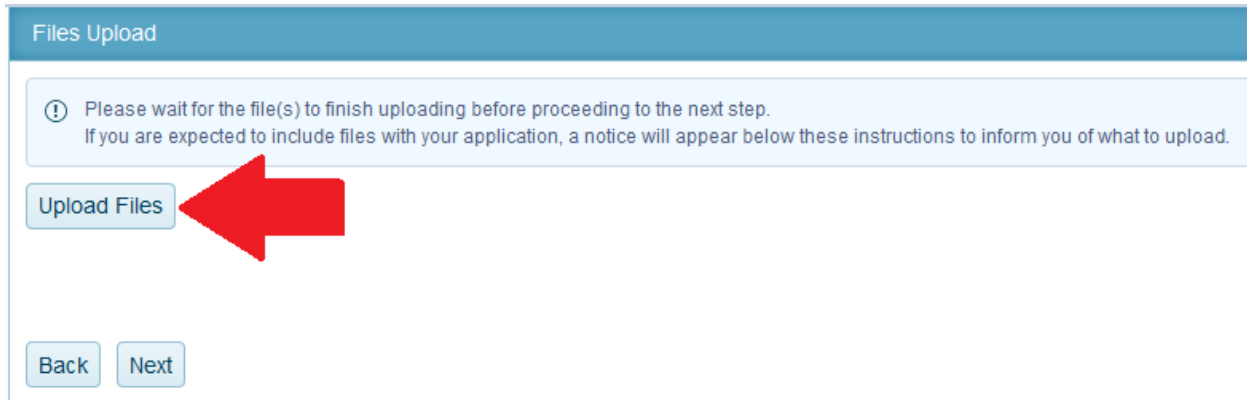 Files Upload
Please wait for the file(s) to finish uploading before proceeding to the next step.
If you are expected to include files with your application, a notice will appear below these instructions to inform you of what to upload.
Upload Files
Back Next